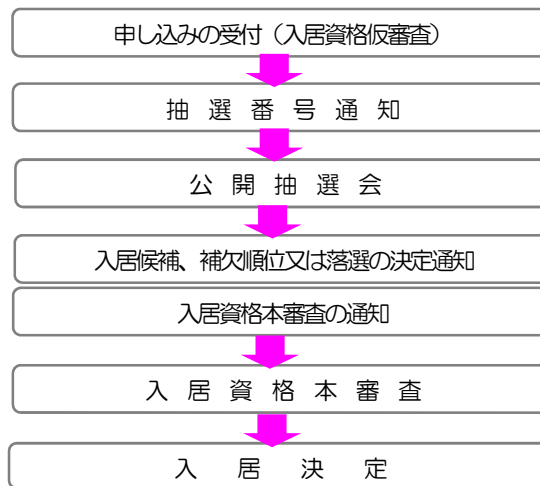 申し込みの受付（入居資格仮審査）
抽選番号通知
公開抽選会
入居候補、補欠順位又は落選の決定通知
入居資格本審査の通知
入居資格本審査
入居決定